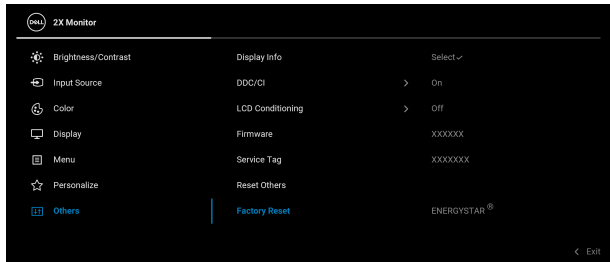 DELL 2X Monitor
Brightness/Contrast Display Info Select
Input Source DDC/CI > On
Color LCD Conditioning > Off
Display Firmware XXXXXX
Menu Service Tag XXXXXXX
Personalize Reset Others
Others Factory Reset ENERGYSTAR ®
< Exit